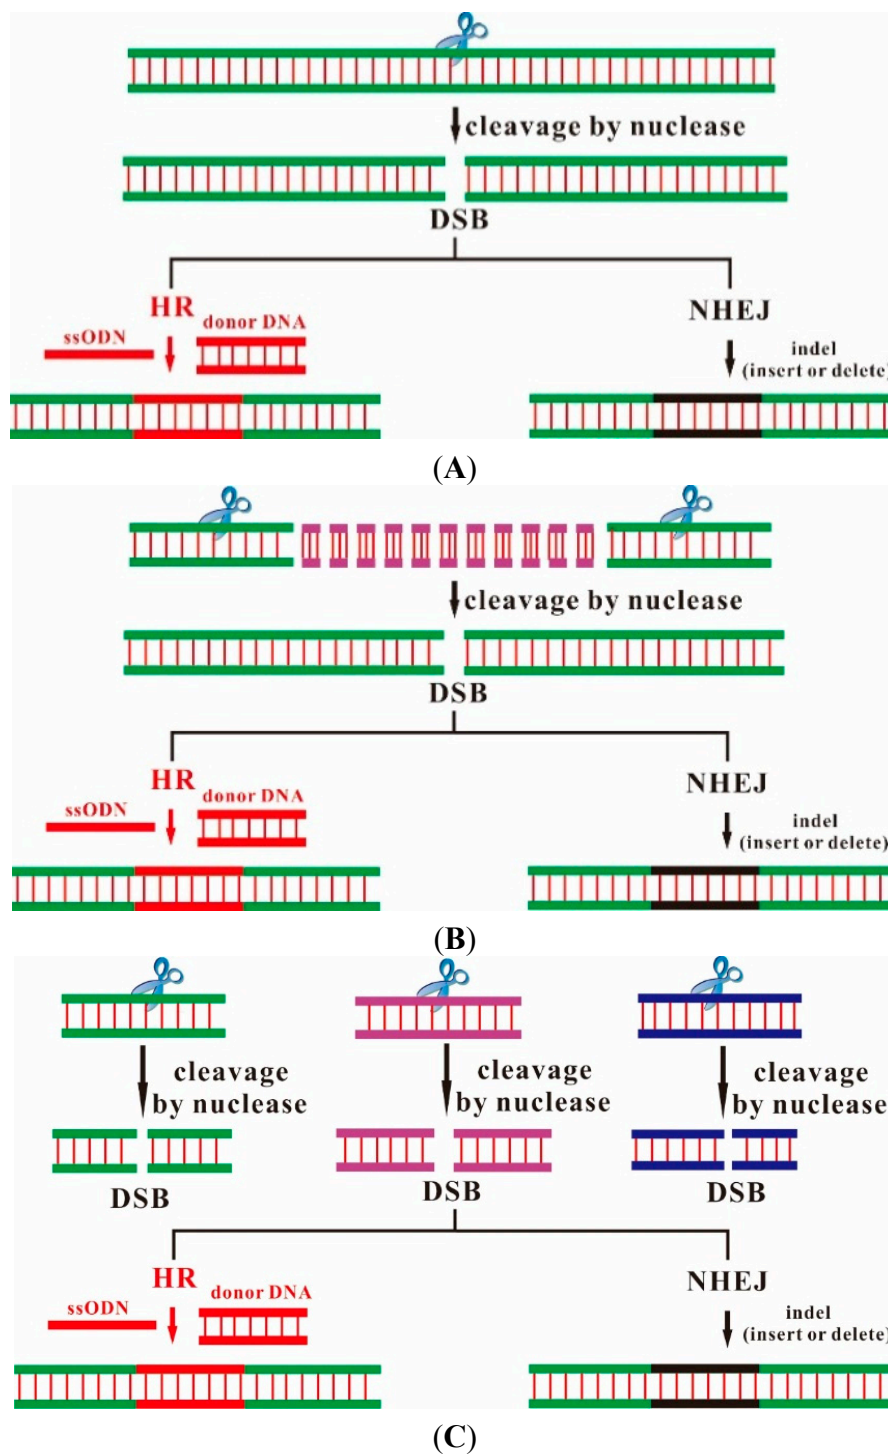 cleavage by nuclease
DSB
HR
NHEJ
ssODN
donor DNA
indel
(insert or delete)
(A)
cleavage by nuclease
DSB
HR
NHEJ
ssODN
donor DNA
indel
(insert or delete)
(B)
cleavage
by nuclease
cleavage
by nuclease
cleavage
by nuclease
DSB
DSB
DSB
HR
NHEJ
ssODN
donor DNA
indel
(insert or delete)
(C)